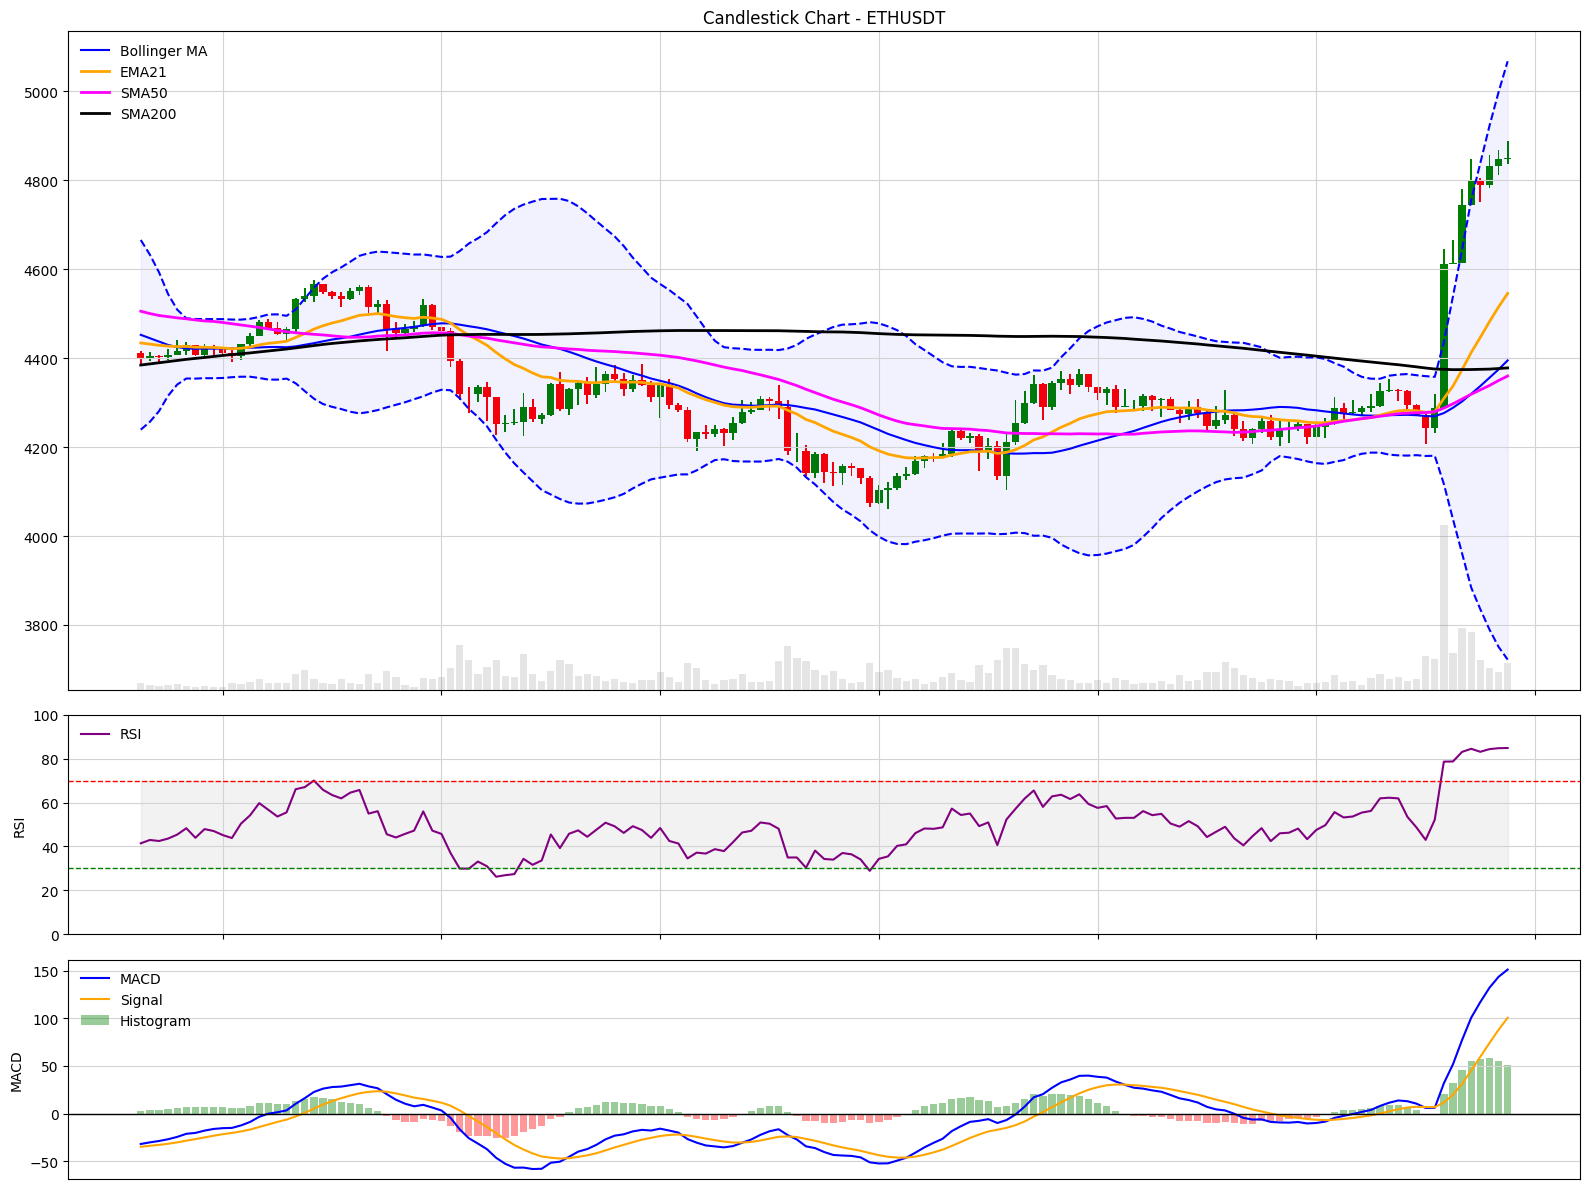 Candlestick Chart - ETHUSDT
Bollinger MA
EMA21
SMA50
SMA200
5000
4800
4600
4400
4200
4000
3800
RSI
100
80
60
40
20
0
RSI
MACD
Signal
Histogram
150
100
50
0
−50
MACD